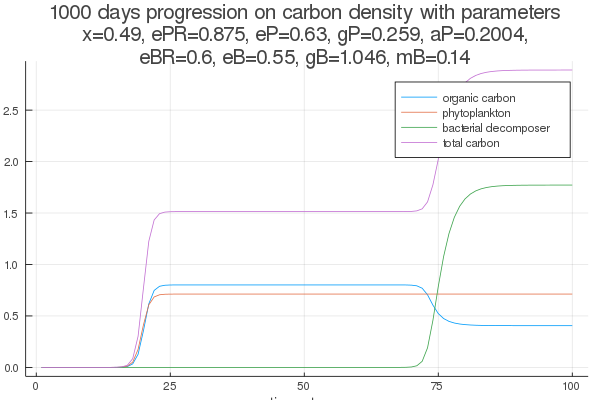 1000 days progression on carbon density with parameters
x=0.49, ePR=0.875, eP=0.63, gP=0.259, aP=0.2004,
eBR=0.6, eB=0.55, gB=1.046, mB=0.14
organic carbon
phytoplankton
bacterial decomposer
total carbon
2.5
2.0
1.5
1.0
0.5
0.0
0 25 50 75 100